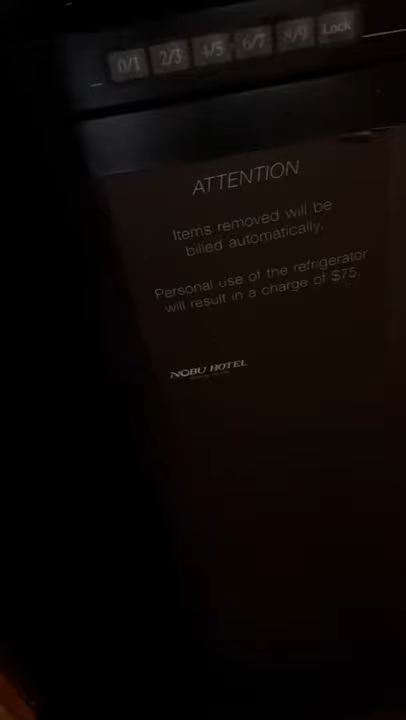 0/1 2/3 4/5 6/7 8/9 Lock
ATTENTION
Items removed will be
billed automatically.
Personal use of the refrigerator
will result in a charge of $75.
NOBU HOTEL